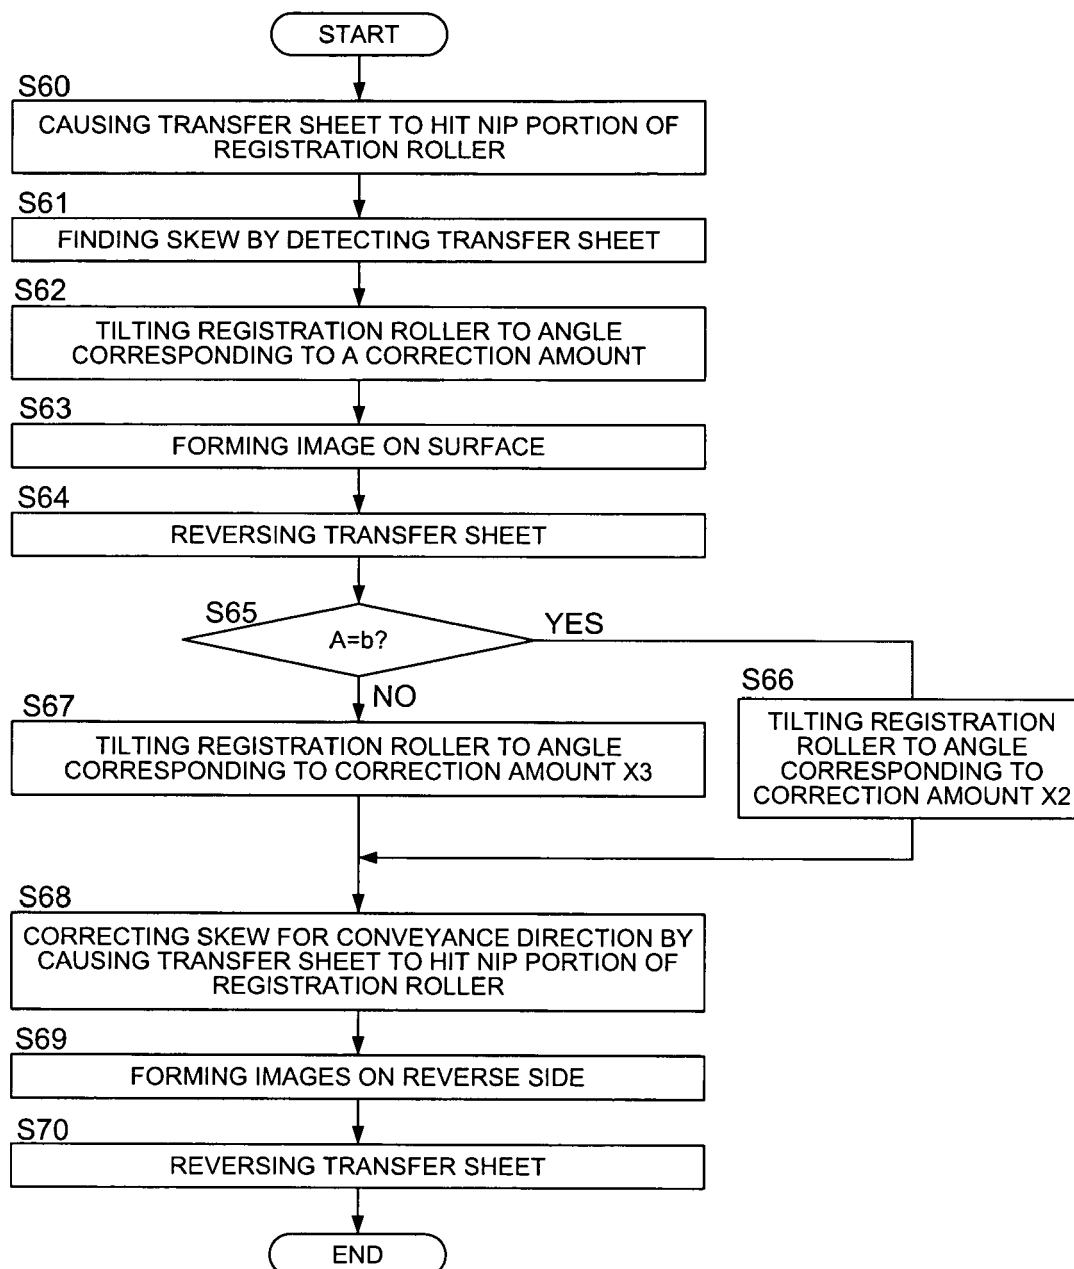 START
S60
CAUSING TRANSFER SHEET TO HIT NIP PORTION OF
REGISTRATION ROLLER
S61
FINDING SKEW BY DETECTING TRANSFER SHEET
S62
TILTING REGISTRATION ROLLER TO ANGLE
CORRESPONDING TO A CORRECTION AMOUNT
S63
FORMING IMAGE ON SURFACE
S64
REVERSING TRANSFER SHEET
S65
A=b?
YES
NO
S66
TILTING REGISTRATION
ROLLER TO ANGLE
CORRESPONDING TO
CORRECTION AMOUNT X2
S67
TILTING REGISTRATION ROLLER TO ANGLE
CORRESPONDING TO CORRECTION AMOUNT X3
S68
CORRECTING SKEW FOR CONVEYANCE DIRECTION BY
CAUSING TRANSFER SHEET TO HIT NIP PORTION OF
REGISTRATION ROLLER
S69
FORMING IMAGES ON REVERSE SIDE
S70
REVERSING TRANSFER SHEET
END